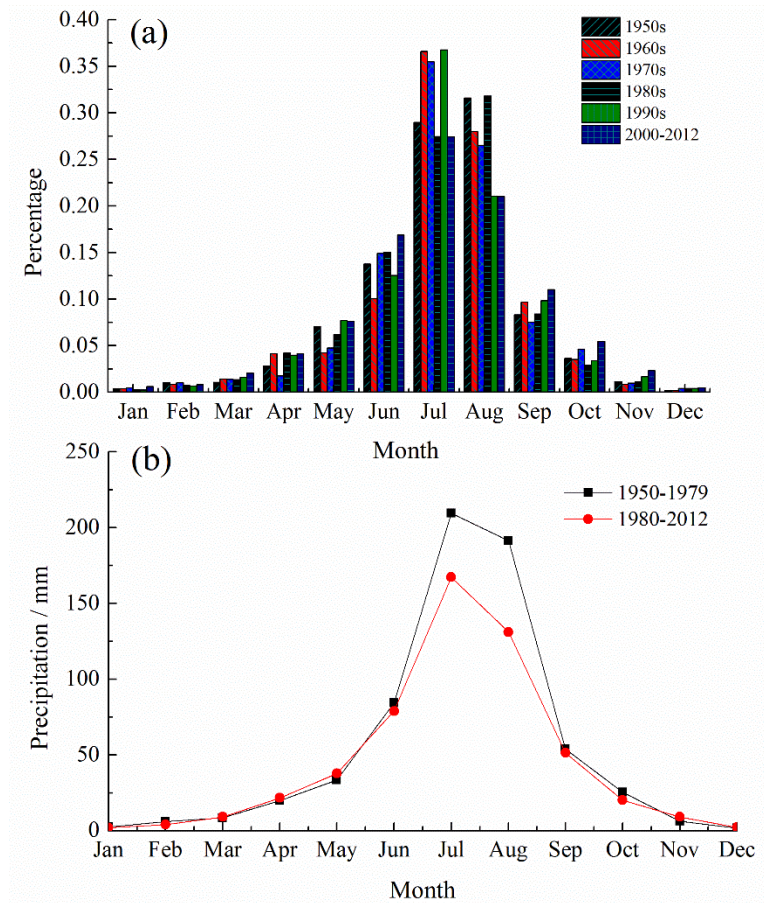 (a)
1950s
1960s
1970s
1980s
1990s
2000-2012
0.40
0.35
0.30
0.25
0.20
0.15
0.10
0.05
0.00
Percentage
Jan Feb Mar Apr May Jun Jul Aug Sep Oct Nov Dec
Month
(b)
1950-1979
1980-2012
250
200
150
100
50
0
Precipitation / mm
Jan Feb Mar Apr May Jun Jul Aug Sep Oct Nov Dec
Month